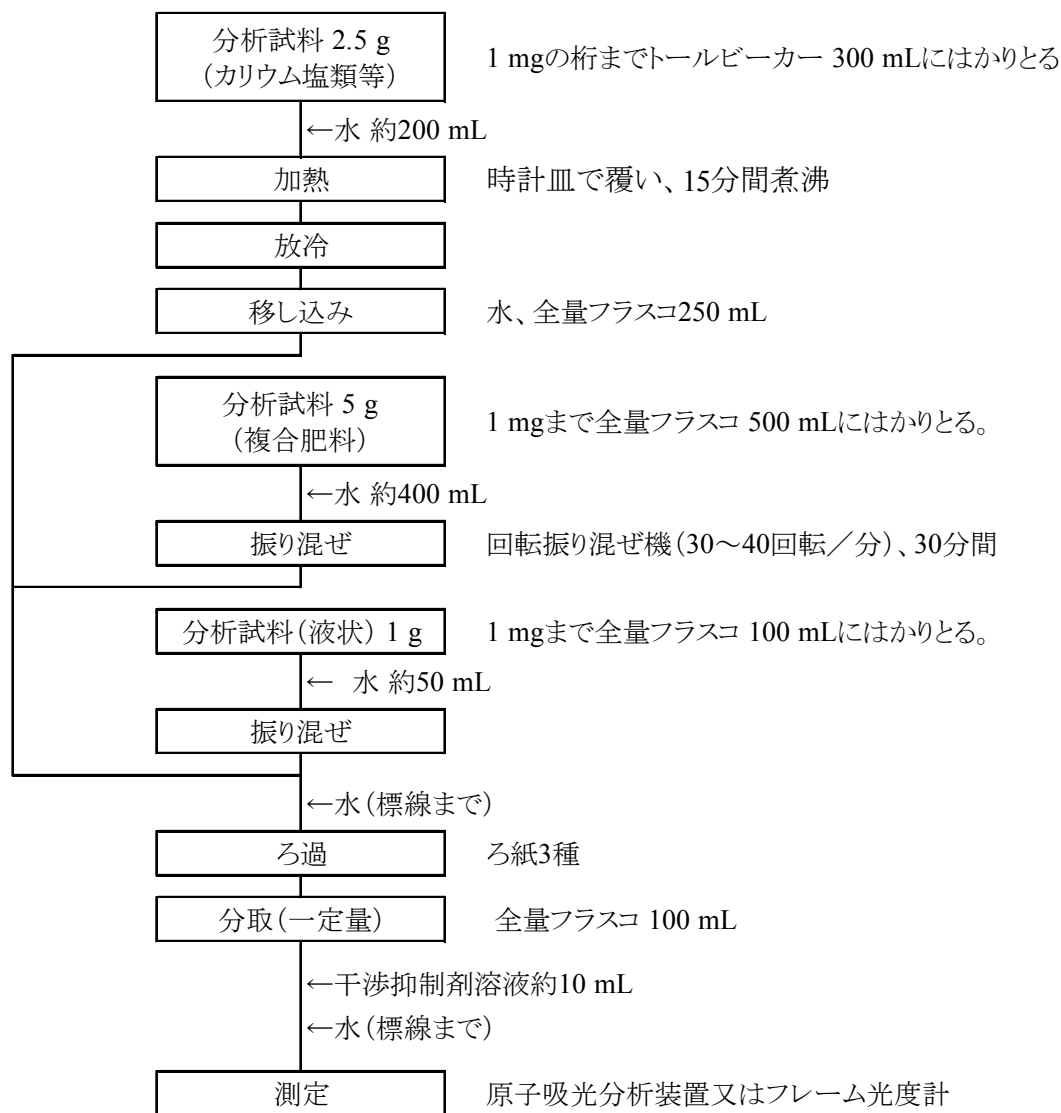 分析試料 2.5 g
(カリウム塩類等)
1 mgの桁までトールビーカー 300 mLにはかりとる
←水 約200 mL
加熱
時計皿で覆い、15分間煮沸
放冷
移し込み
水、全量フラスコ250 mL
分析試料 5 g
(複合肥料)
1 mgまで全量フラスコ 500 mLにはかりとる。
←水 約400 mL
振り混ぜ
回転振り混ぜ機(30～40回転／分)、30分間
分析試料(液状) 1 g
1 mgまで全量フラスコ 100 mLにはかりとる。
← 水 約50 mL
振り混ぜ
←水(標線まで)
ろ過
ろ紙3種
分取(一定量)
全量フラスコ 100 mL
←干渉抑制剤溶液約10 mL
←水(標線まで)
測定
原子吸光分析装置又はフレーム光度計